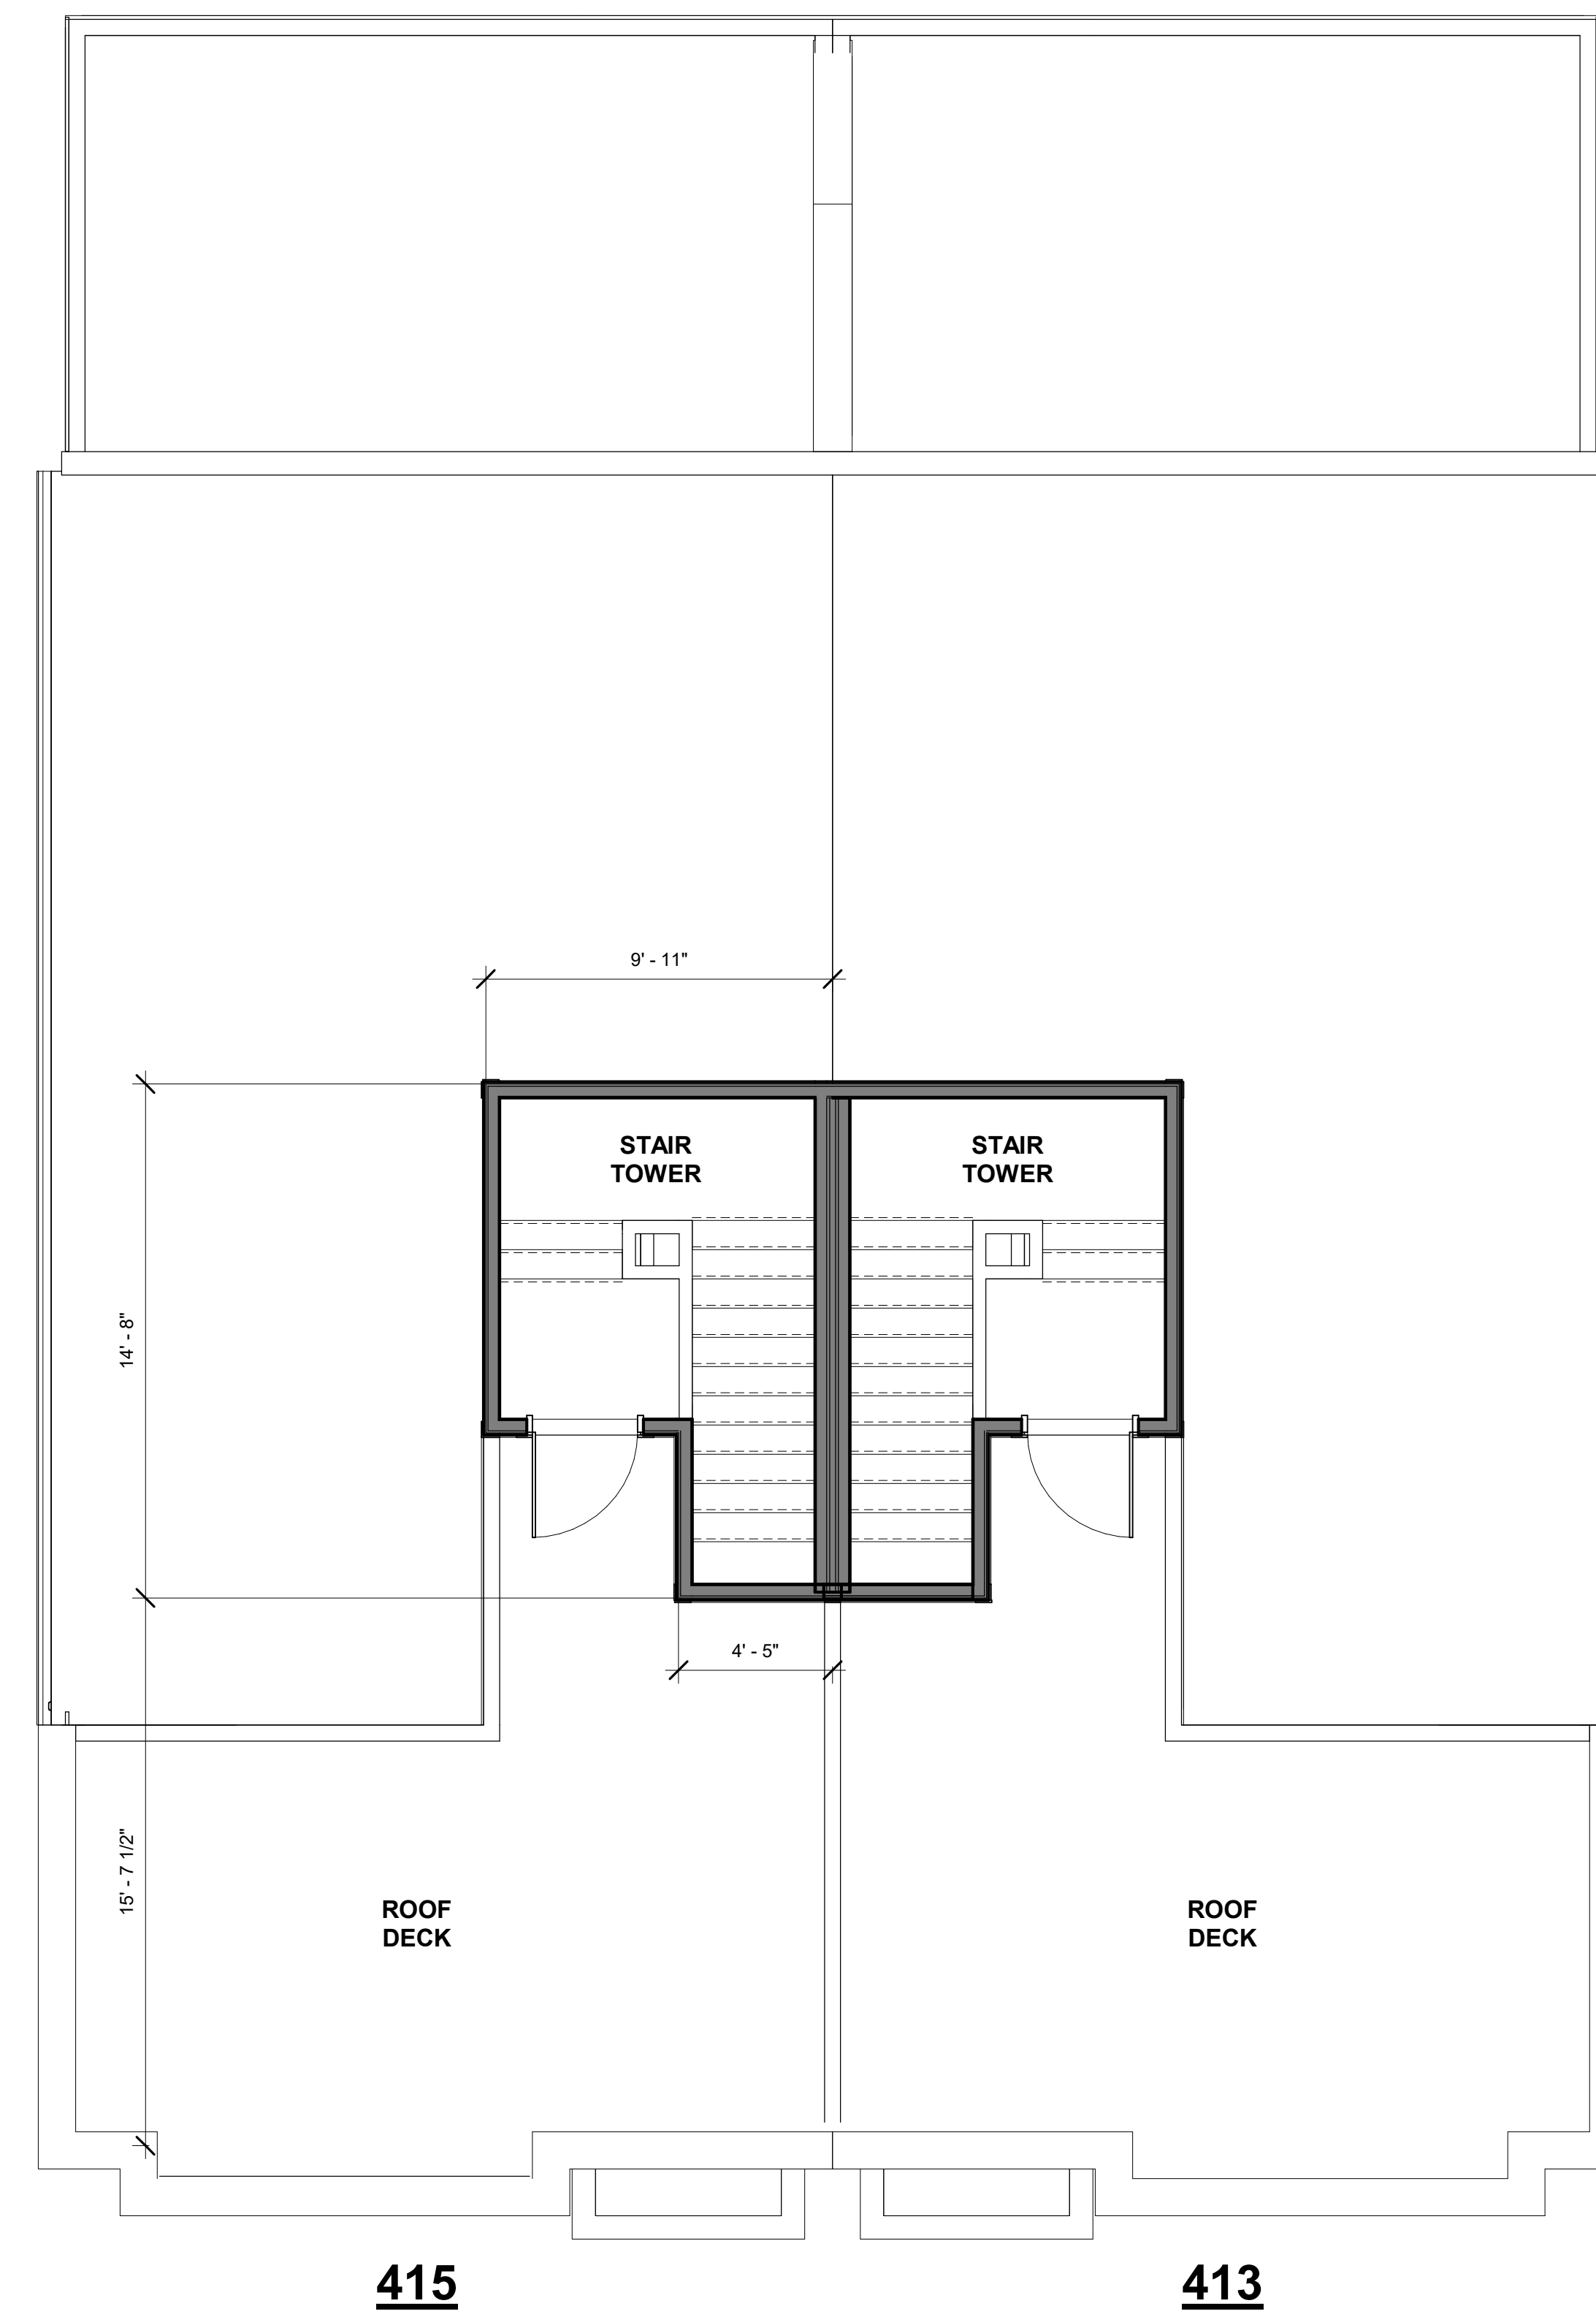 9' - 11"
STAIR
TOWER
STAIR
TOWER
14' - 8"
4' - 5"
15' - 7 1/2"
ROOF
DECK
ROOF
DECK
415
413